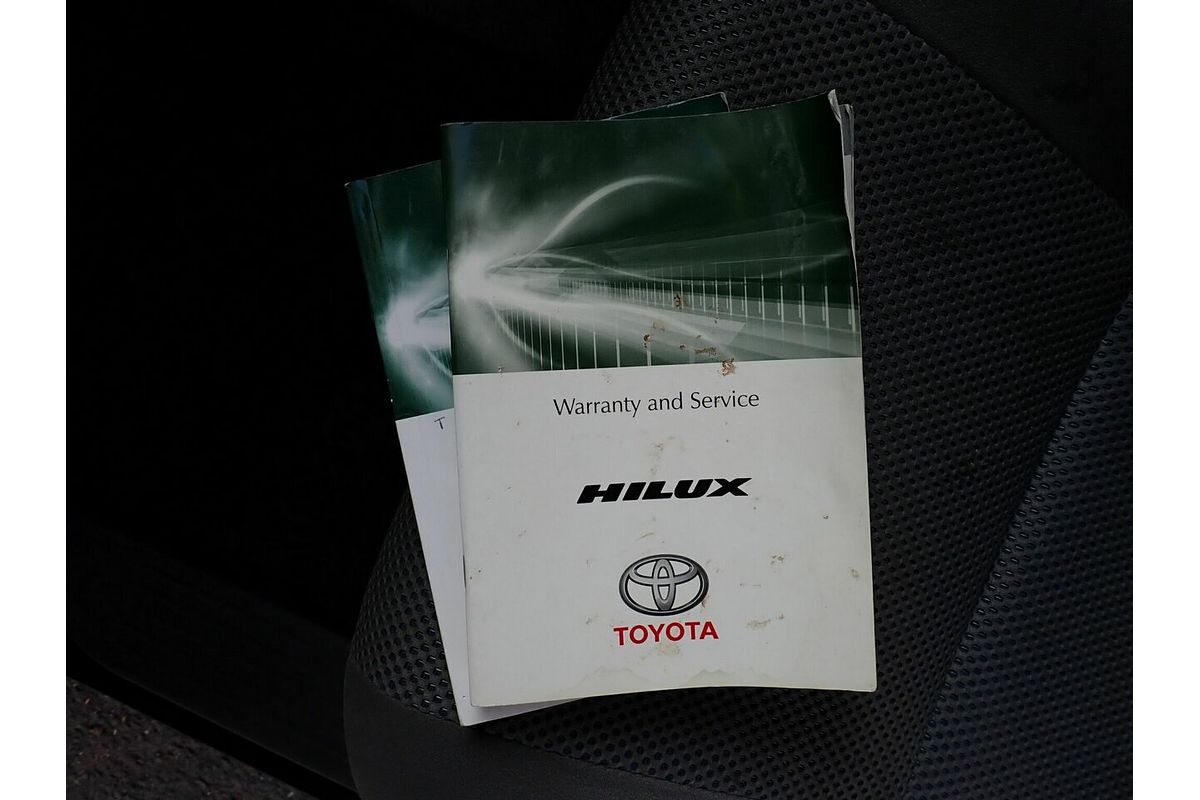 Warranty and Service
HILUX
TOYOTA
T